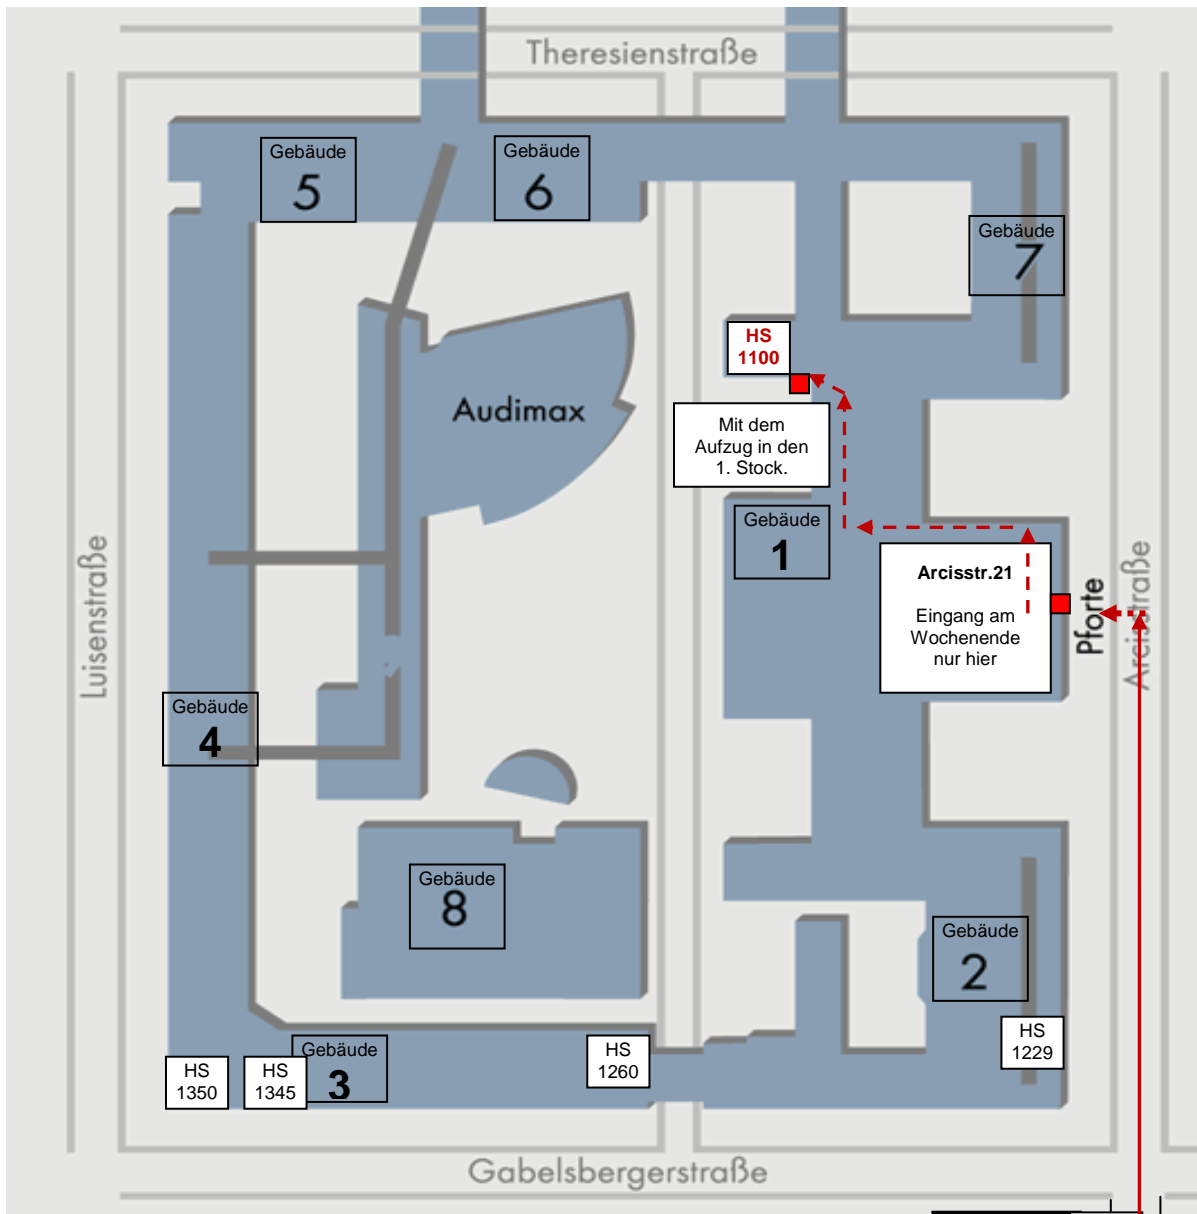 Theresienstraße
Gebäude
5
Gebäude
6
Gebäude
7
HS
1100
Audimax
Mit dem
Aufzug in den
1. Stock.
Gebäude
1
Arcisstr.21
Eingang am
Wochenende
nur hier
Pforte
Arcisstraße
Luisenstraße
Gebäude
4
Gebäude
8
Gebäude
2
HS
1229
HS
1260
Gebäude
3
HS
1345
HS
1350
Gabelsbergerstraße